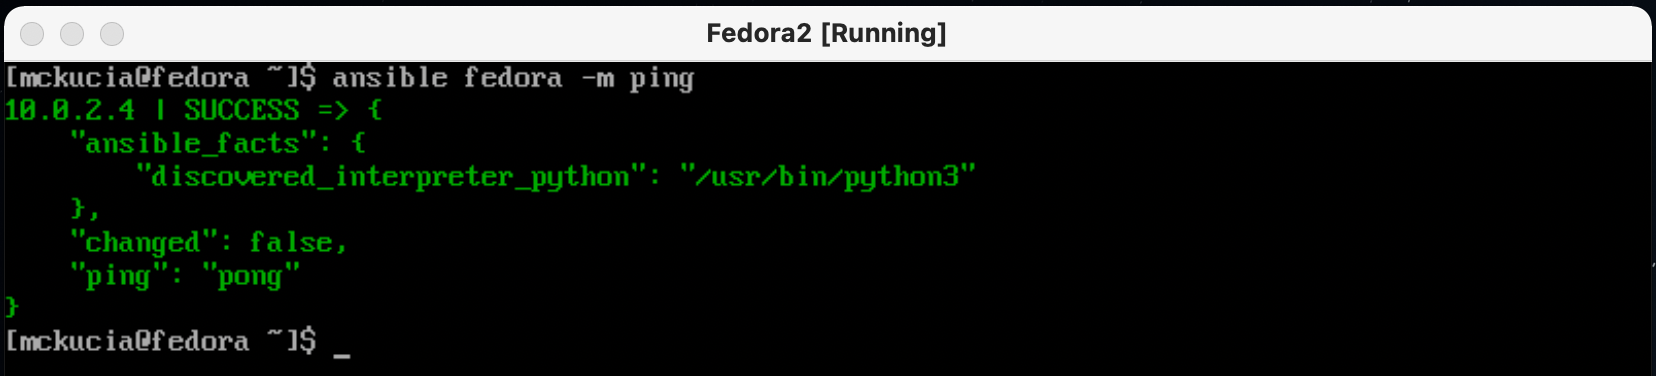 Fedora2 [Running]
[mckucia@fedora ~]$ ansible fedora -m ping
10.0.2.4 | SUCCESS => {
    "ansible_facts": {
        "discovered_interpreter_python": "/usr/bin/python3"
    },
    "changed": false,
    "ping": "pong"
}
[mckucia@fedora ~]$ _